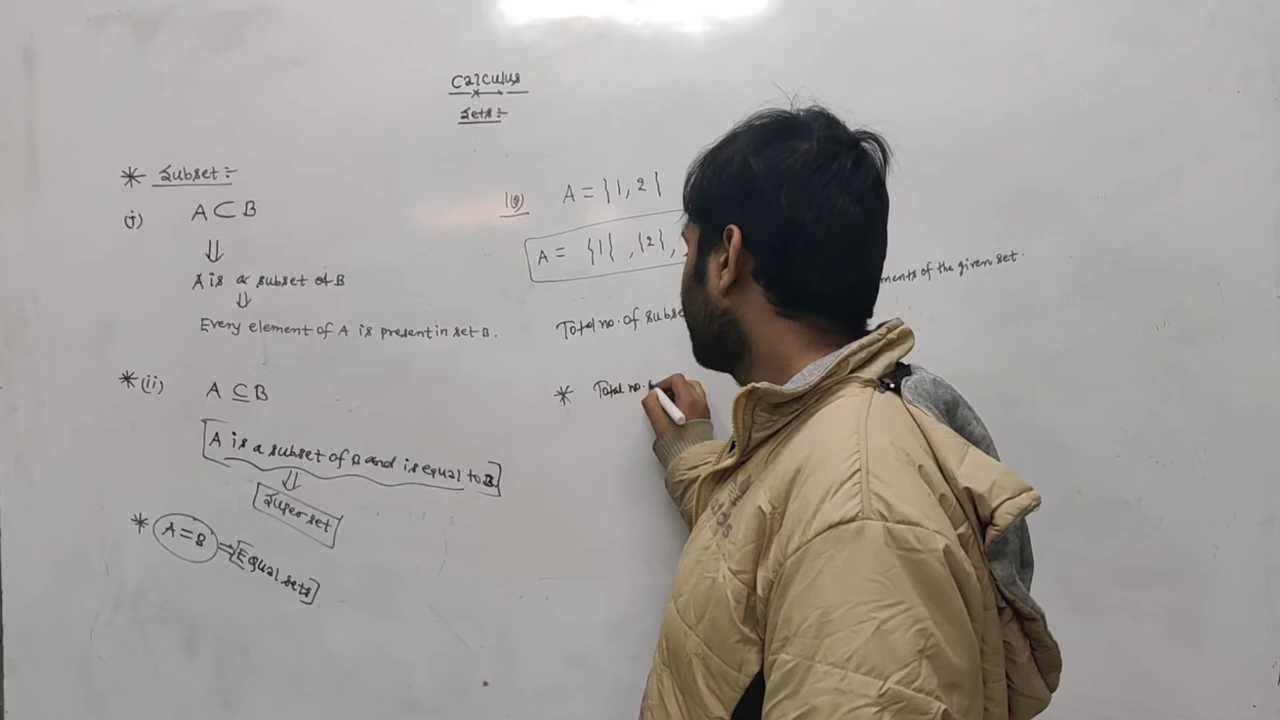 Calculus
Sets :-
* Subset :-
(i) A ⊂ B
⇓
A is a subset of B
⇓
Every element of A is present in set B.
* (ii) A ⊆ B
[A is a subset of B and is equal to B]
⇓
Super set
* A = B ⇒ [Equal sets]
A = {1, 2}
A = {1}, {2},
Total no. of subse
ments of the given set.
* Total no.
adidas